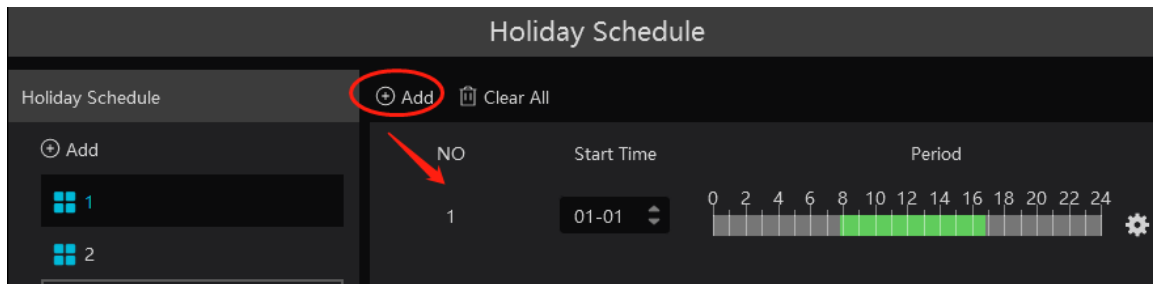 Holiday Schedule
Holiday Schedule
Add
Clear All
Add
NO
Start Time
Period
1
1
01-01
0 2 4 6 8 10 12 14 16 18 20 22 24
2